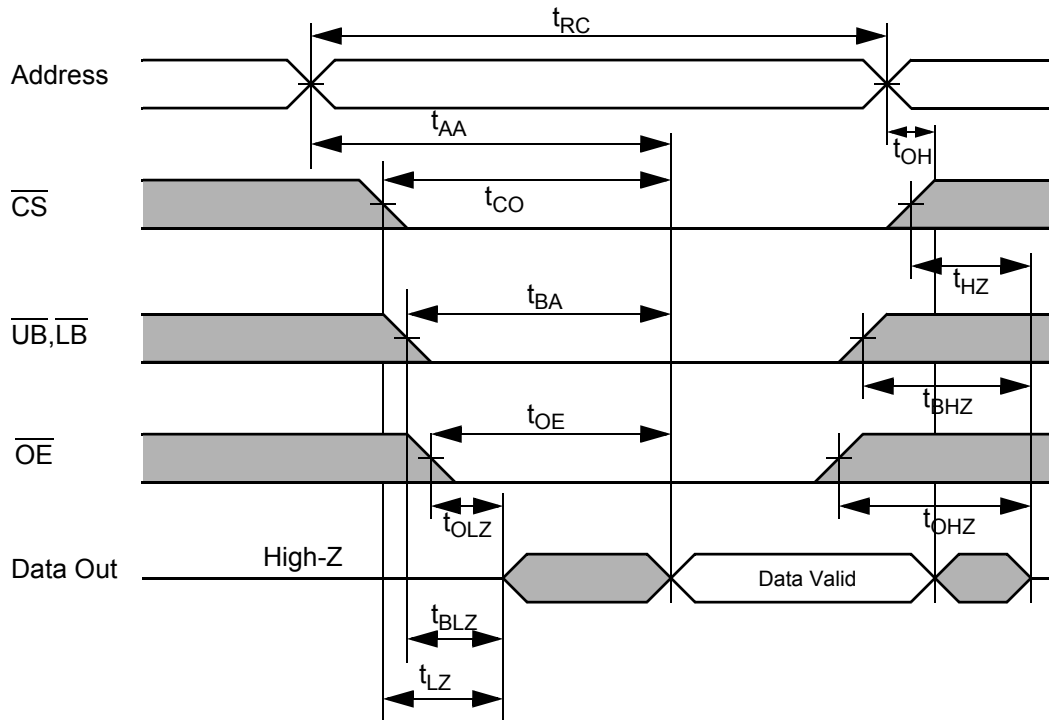 tRC
Address
tAA
tOH
CS
tCO
tHZ
tBA
UB,LB
tBHZ
tOE
OE
tOLZ
tOHZ
High-Z
Data Out
Data Valid
tBLZ
tLZ